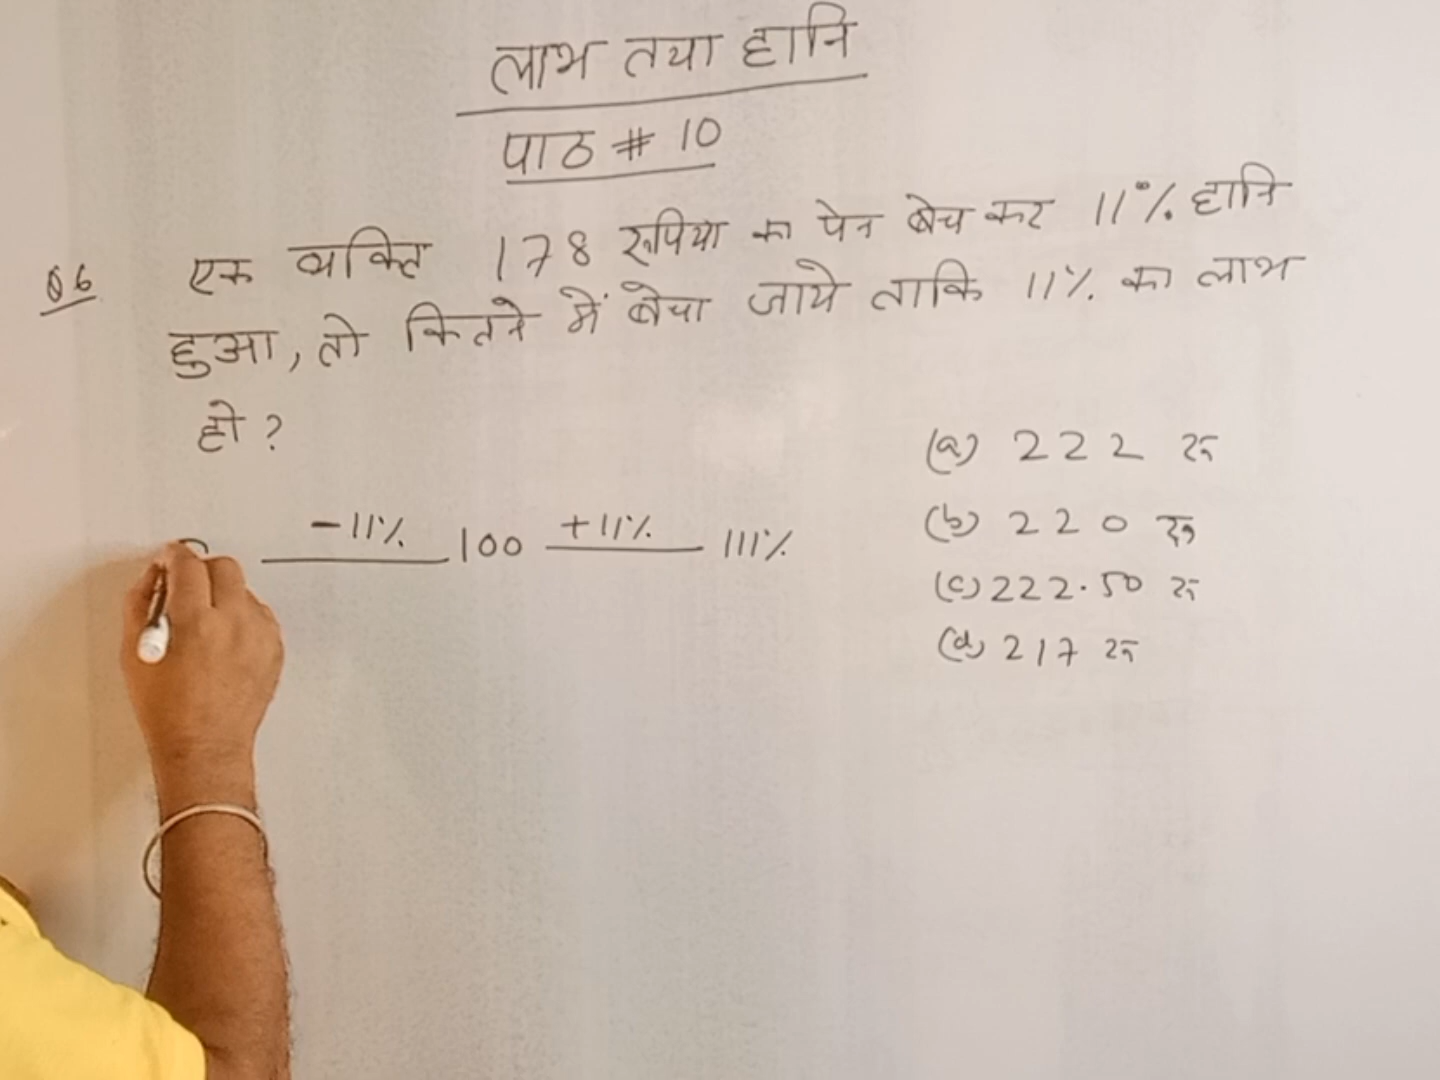 लाभ तथा हानि
पाठ # 10
Q6 एक व्यक्ति 178 रूपिया का पेन बेच कर 11% हानि
हुआ, तो कितने में बेचा जाये ताकि 11% का लाभ
हो?
(a) 222 रु
(b) 220 रु
(c) 222.50 रु
(d) 217 रु
-11% 100 +11% 111%